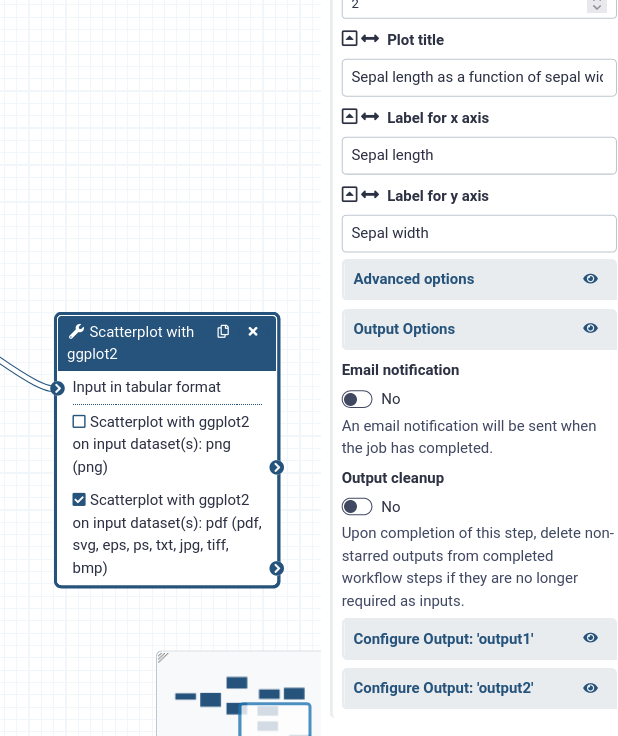 2
Plot title
Sepal length as a function of sepal wid
Label for x axis
Sepal length
Label for y axis
Sepal width
Advanced options
Output Options
Email notification
No
An email notification will be sent when
the job has completed.
Output cleanup
No
Upon completion of this step, delete non-
starred outputs from completed
workflow steps if they are no longer
required as inputs.
Configure Output: 'output1'
Configure Output: 'output2'
Scatterplot with
ggplot2
Input in tabular format
Scatterplot with ggplot2
on input dataset(s): png
(png)
Scatterplot with ggplot2
on input dataset(s): pdf (pdf,
svg, eps, ps, txt, jpg, tiff,
bmp)